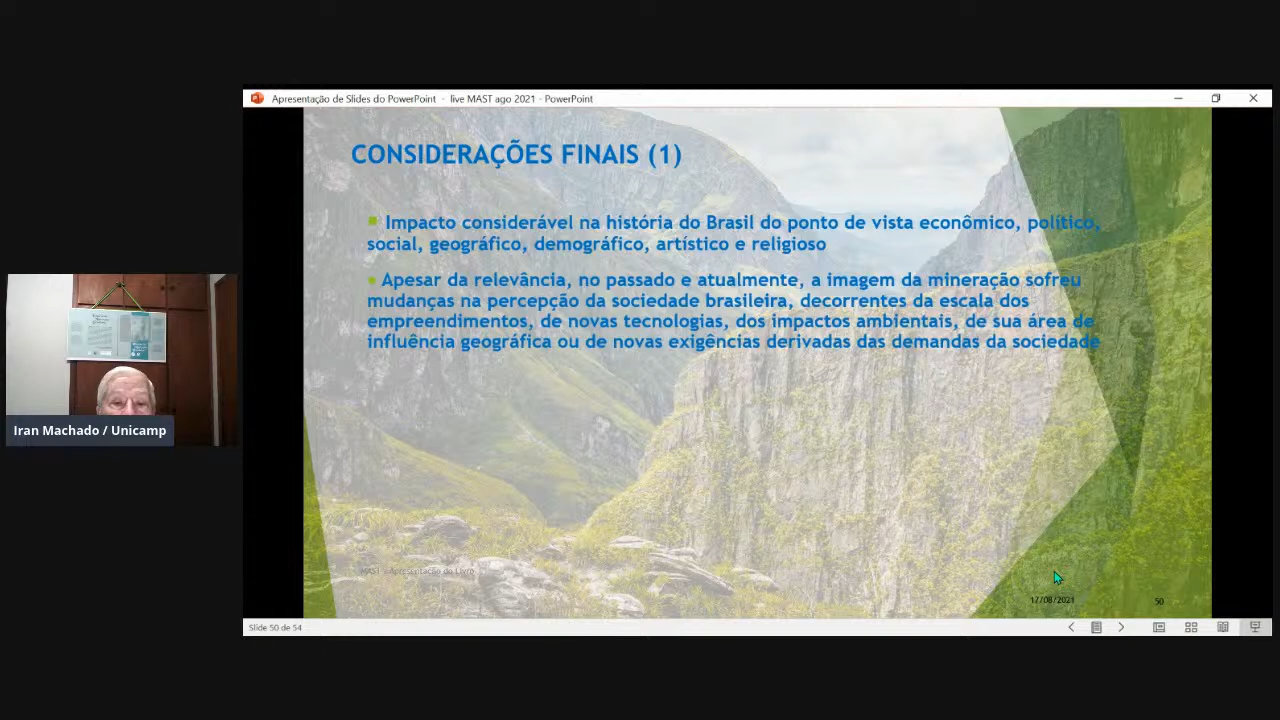 Apresentação de Slides do PowerPoint - live MAST ago 2021 - PowerPoint
CONSIDERAÇÕES FINAIS (1)
Impacto considerável na história do Brasil do ponto de vista econômico, político,
social, geográfico, demográfico, artístico e religioso
Apesar da relevância, no passado e atualmente, a imagem da mineração sofreu
mudanças na percepção da sociedade brasileira, decorrentes da escala dos
empreendimentos, de novas tecnologias, dos impactos ambientais, de sua área de
influência geográfica ou de novas exigências derivadas das demandas da sociedade
Iran Machado / Unicamp
MAST - Apresentação do Livro
17/08/2021
50
Slide 50 de 54